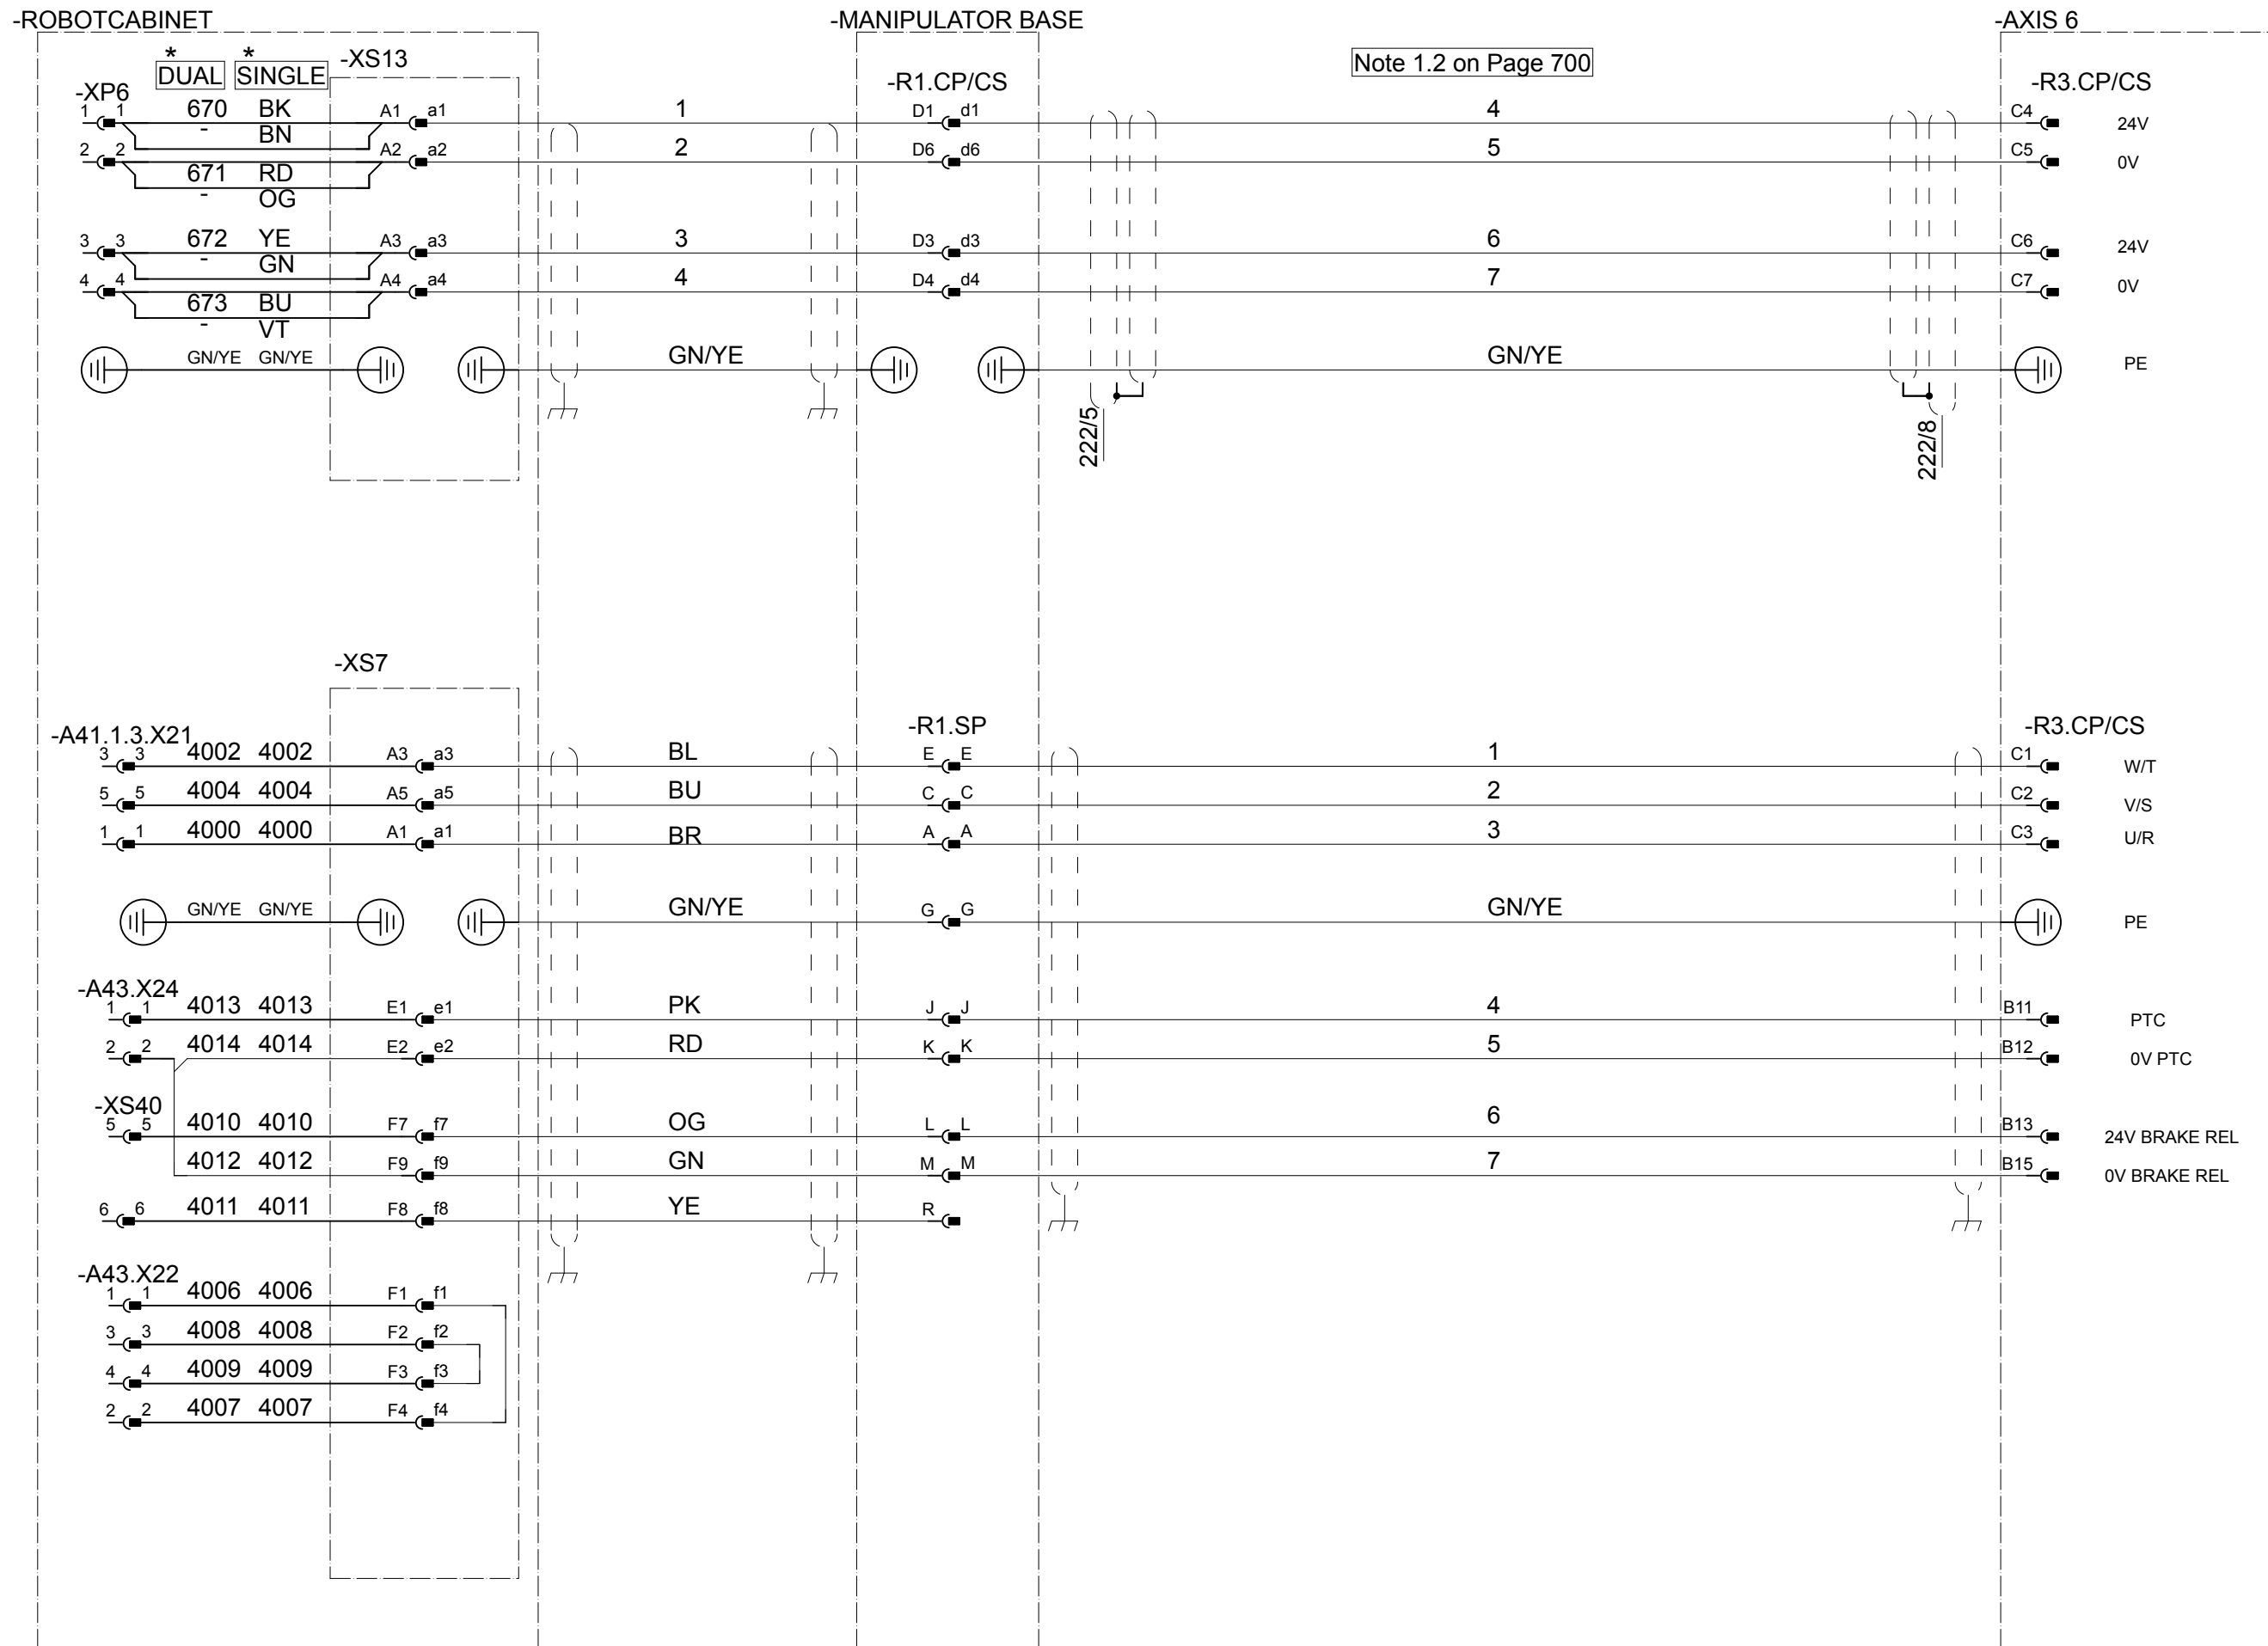 -ROBOTCABINET -MANIPULATOR BASE -AXIS 6
* *
DUAL SINGLE -XS13 Note 1.2 on Page 700
-XP6 -R1.CP/CS -R3.CP/CS
1 1 670 BK A1 a1 1 D1 d1 4 C4 24V
- BN
2 2 A2 a2 2 D6 d6 5 C5 0V
671 RD
- OG
3 3 672 YE A3 a3 3 D3 d3 6 C6 24V
- GN
4 4 A4 a4 4 D4 d4 7 C7 0V
673 BU
- VT
GN/YE GN/YE GN/YE GN/YE PE
222/5 222/8
-XS7
-A41.1.3.X21 -R1.SP -R3.CP/CS
3 3 4002 4002 A3 a3 BL E E 1 C1 W/T
5 5 4004 4004 A5 a5 BU C C 2 C2 V/S
1 1 4000 4000 A1 a1 BR A A 3 C3 U/R
GN/YE GN/YE GN/YE G G GN/YE PE
-A43.X24
1 1 4013 4013 E1 e1 PK J J 4 B11 PTC
2 2 4014 4014 E2 e2 RD K K 5 B12 0V PTC
-XS40
5 5 4010 4010 F7 f7 OG L L 6 B13 24V BRAKE REL
4012 4012 F9 f9 GN M M 7 B15 0V BRAKE REL
6 6 4011 4011 F8 f8 YE R
-A43.X22
1 1 4006 4006 F1 f1
3 3 4008 4008 F2 f2
4 4 4009 4009 F3 f3
2 2 4007 4007 F4 f4